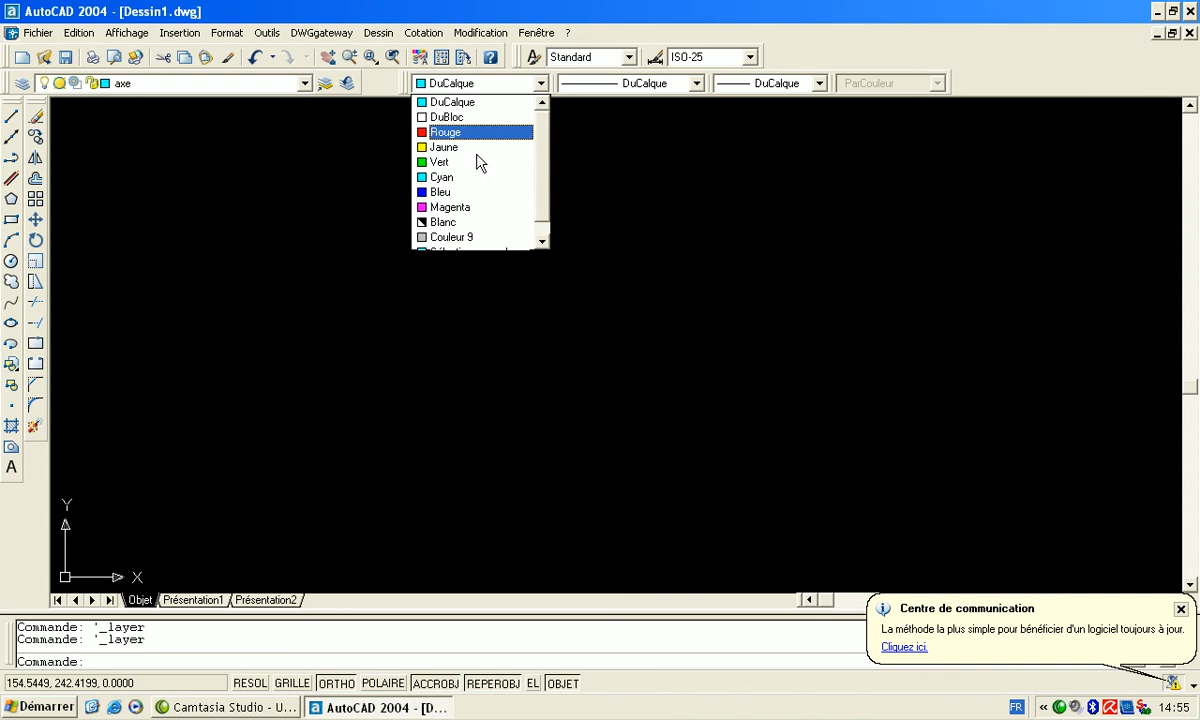 AutoCAD 2004 - [Dessin1.dwg]
Fichier Edition Affichage Insertion Format Outils DWGgateway Dessin Cotation Modification Fenêtre ?
Standard ISO-25
axe DuCalque DuCalque DuCalque ParCouleur
DuCalque
DuBloc
Rouge
Jaune
Vert
Cyan
Bleu
Magenta
Blanc
Couleur 9
A
Y
X
Objet Présentation1 Présentation2
Centre de communication
La méthode la plus simple pour bénéficier d'un logiciel toujours à jour.
Cliquez ici.
Commande: '_layer
Commande: '_layer
Commande:
154.5449, 242.4199, 0.0000 RESOL GRILLE ORTHO POLAIRE ACCROBJ REPEROBJ EL OBJET
Démarrer Camtasia Studio - U... AutoCAD 2004 - [D... FR « 14:55